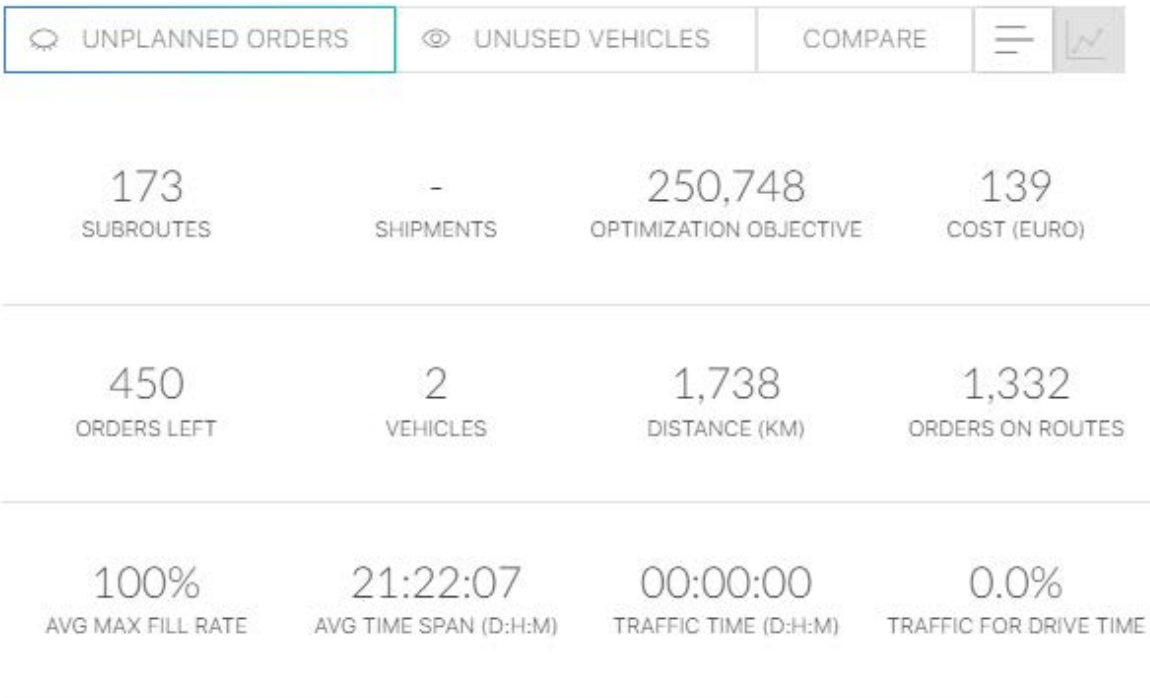 UNPLANNED ORDERS UNUSED VEHICLES COMPARE
173 - 250,748 139
SUBROUTES SHIPMENTS OPTIMIZATION OBJECTIVE COST (EURO)
450 2 1,738 1,332
ORDERS LEFT VEHICLES DISTANCE (KM) ORDERS ON ROUTES
100% 21:22:07 00:00:00 0.0%
AVG MAX FILL RATE AVG TIME SPAN (D:H:M) TRAFFIC TIME (D:H:M) TRAFFIC FOR DRIVE TIME